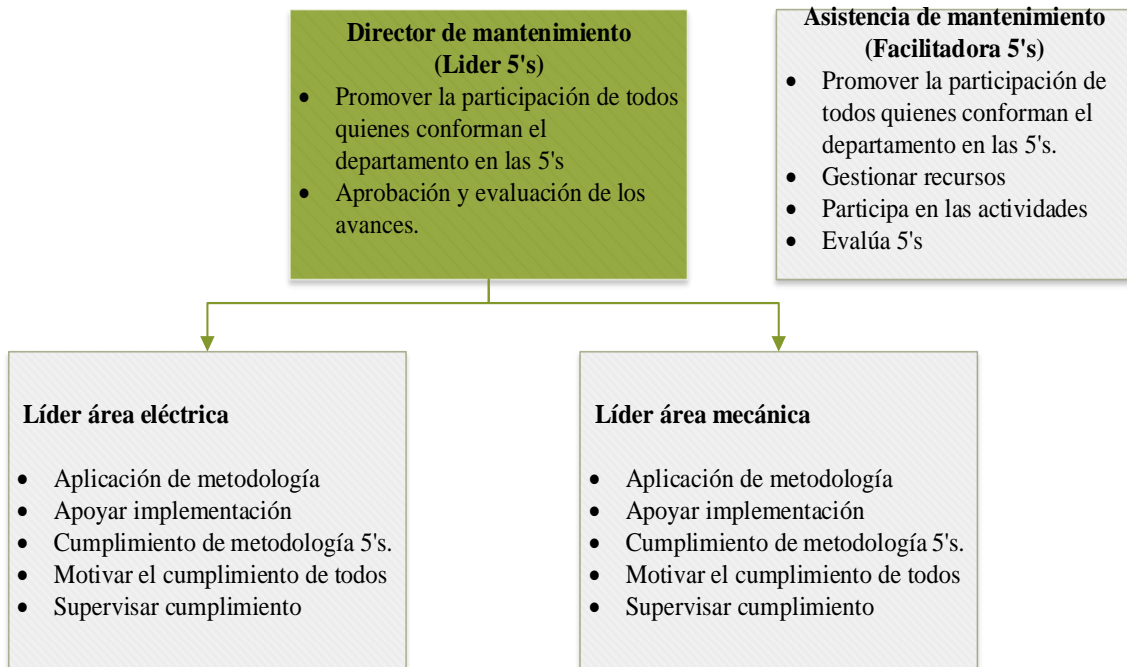 Director de mantenimiento
(Lider 5's)
• Promover la participación de todos
quienes conforman el
departamento en las 5's
• Aprobación y evaluación de los
avances.
Asistencia de mantenimiento
(Facilitadora 5's)
• Promover la participación de
todos quienes conforman el
departamento en las 5's.
• Gestionar recursos
• Participa en las actividades
• Evalúa 5's
Líder área eléctrica
• Aplicación de metodología
• Apoyar implementación
• Cumplimiento de metodología 5's.
• Motivar el cumplimiento de todos
• Supervisar cumplimiento
Líder área mecánica
• Aplicación de metodología
• Apoyar implementación
• Cumplimiento de metodología 5's.
• Motivar el cumplimiento de todos
• Supervisar cumplimiento